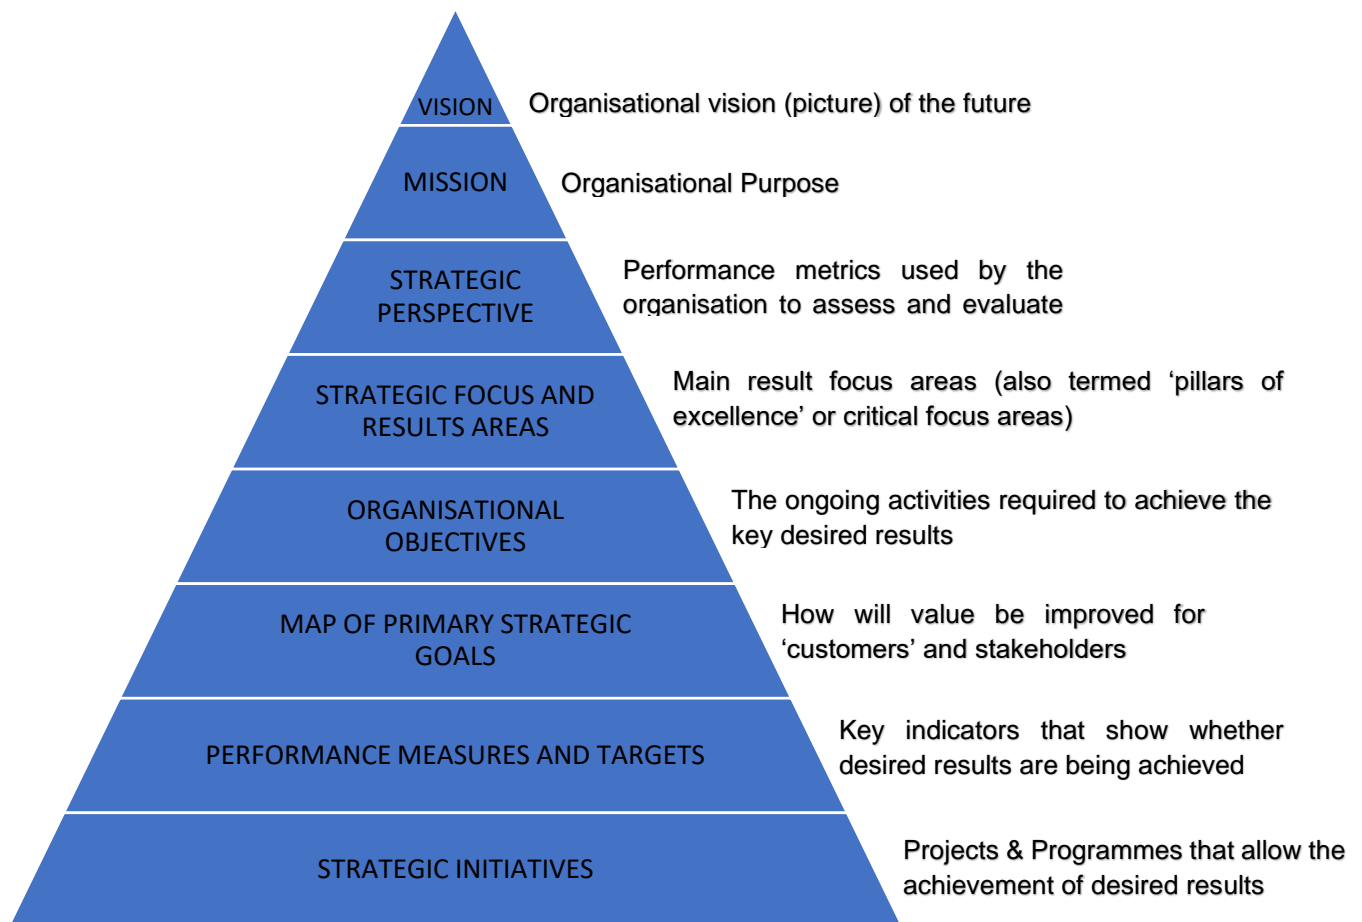 VISION
Organisational vision (picture) of the future
MISSION
Organisational Purpose
STRATEGIC
PERSPECTIVE
Performance metrics used by the
organisation to assess and evaluate
STRATEGIC FOCUS AND
RESULTS AREAS
Main result focus areas (also termed ‘pillars of
excellence’ or critical focus areas)
ORGANISATIONAL
OBJECTIVES
The ongoing activities required to achieve the
key desired results
MAP OF PRIMARY STRATEGIC
GOALS
How will value be improved for
‘customers’ and stakeholders
PERFORMANCE MEASURES AND TARGETS
Key indicators that show whether
desired results are being achieved
STRATEGIC INITIATIVES
Projects & Programmes that allow the
achievement of desired results